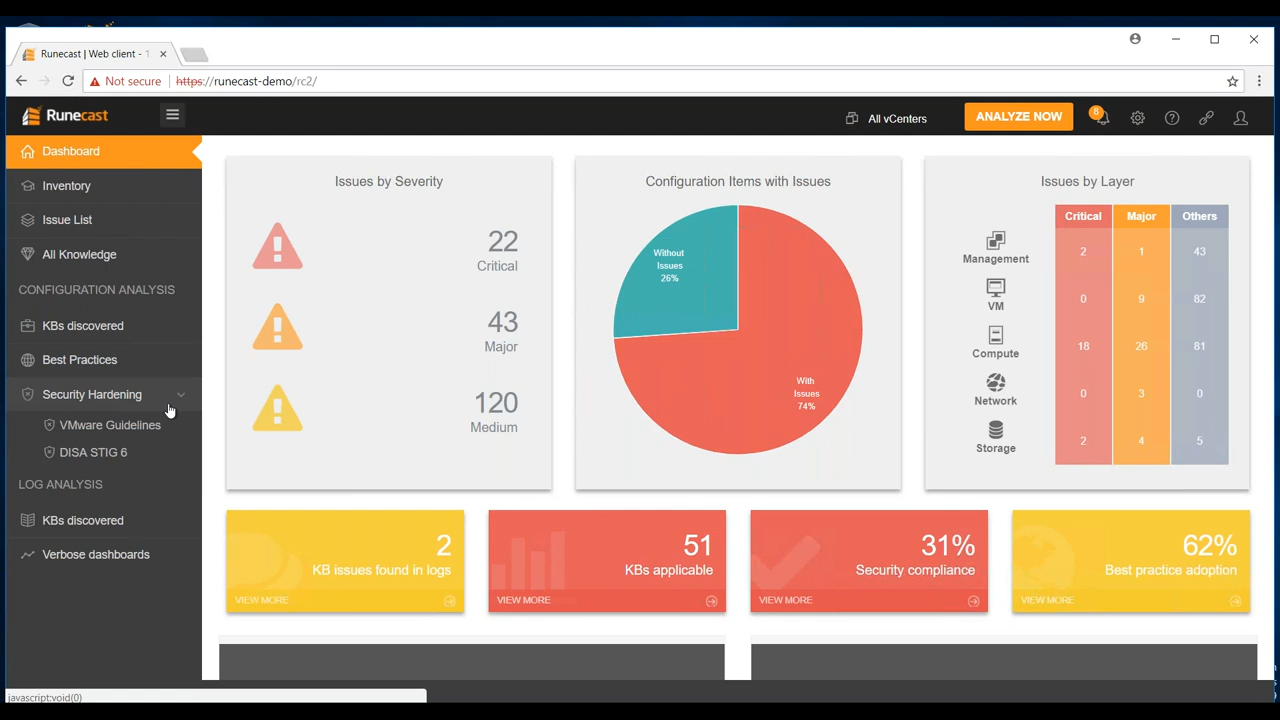 Runecast | Web client -
Not secure
https://runecast-demo/rc2/
Runecast
All vCenters
ANALYZE NOW
6
Dashboard
Inventory
Issue List
All Knowledge
CONFIGURATION ANALYSIS
KBs discovered
Best Practices
Security Hardening
VMware Guidelines
DISA STIG 6
LOG ANALYSIS
KBs discovered
Verbose dashboards
Issues by Severity
22
Critical
43
Major
120
Medium
Configuration Items with Issues
Without
Issues
26%
With
Issues
74%
Issues by Layer
Critical Major Others
Management 2 1 43
VM 0 9 82
Compute 18 26 81
Network 0 3 0
Storage 2 4 5
2
KB issues found in logs
VIEW MORE
51
KBs applicable
VIEW MORE
31%
Security compliance
VIEW MORE
62%
Best practice adoption
VIEW MORE
javascript:void(0)